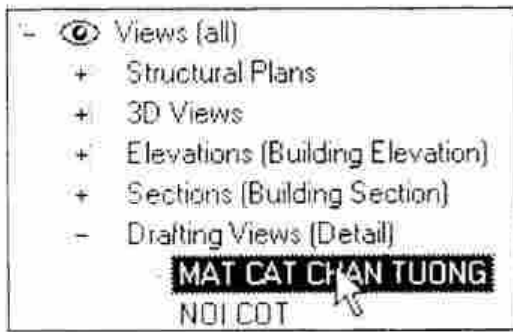 Views (all)
Structural Plans
3D Views
Elevations (Building Elevation)
Sections (Building Section)
Drafting Views (Detail)
MAT CAT CHAN TUONG
NOI COT